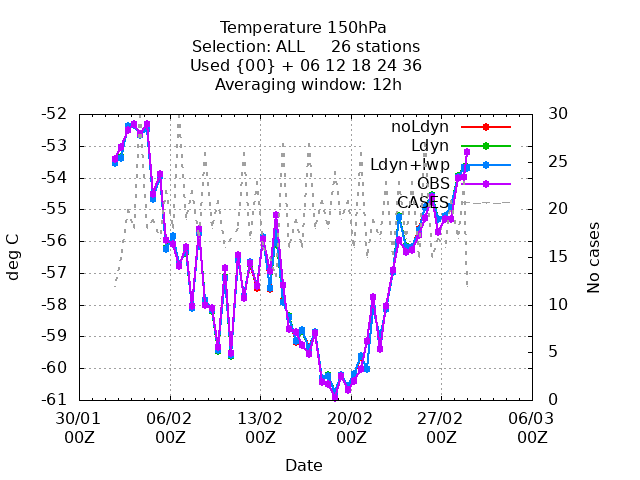 Temperature 150hPa
Selection: ALL 26 stations
Used {00} + 06 12 18 24 36
Averaging window: 12h
noLdyn
Ldyn
Ldyn+wp
OBS
CASES
-52
-53
-54
-55
-56
-57
-58
-59
-60
-61
30
25
20
15
10
5
0
deg C
No cases
30/01 06/02 13/02 20/02 27/02 06/03
00Z 00Z 00Z 00Z 00Z 00Z
Date